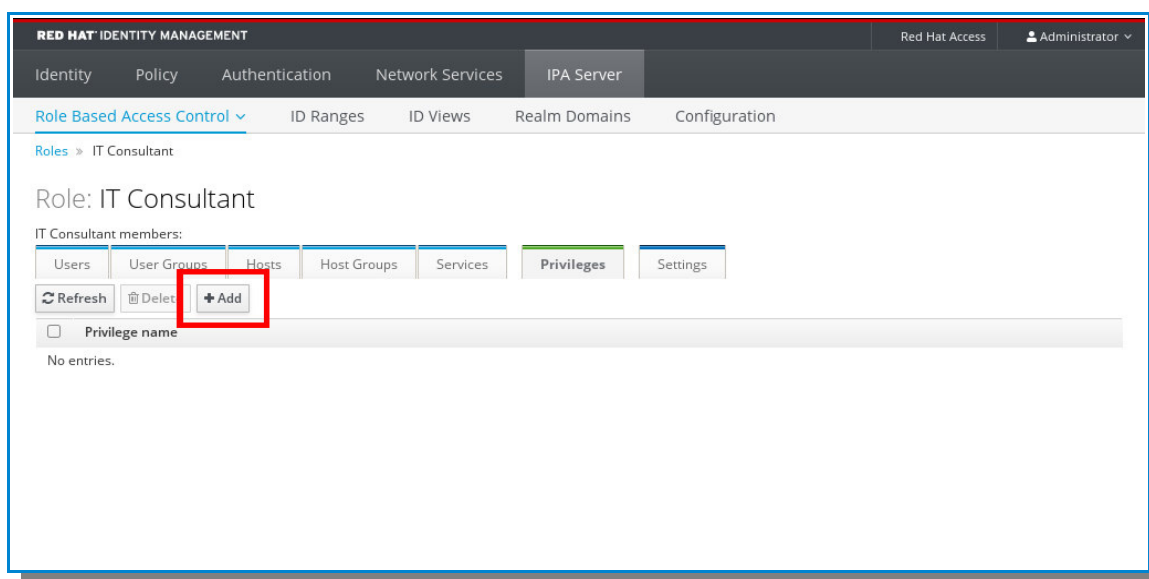 RED HAT® IDENTITY MANAGEMENT Red Hat Access Administrator
Identity Policy Authentication Network Services IPA Server
Role Based Access Control ID Ranges ID Views Realm Domains Configuration
Roles » IT Consultant
Role: IT Consultant
IT Consultant members:
Users User Groups Hosts Host Groups Services Privileges Settings
Refresh Delet + Add
Privilege name
No entries.